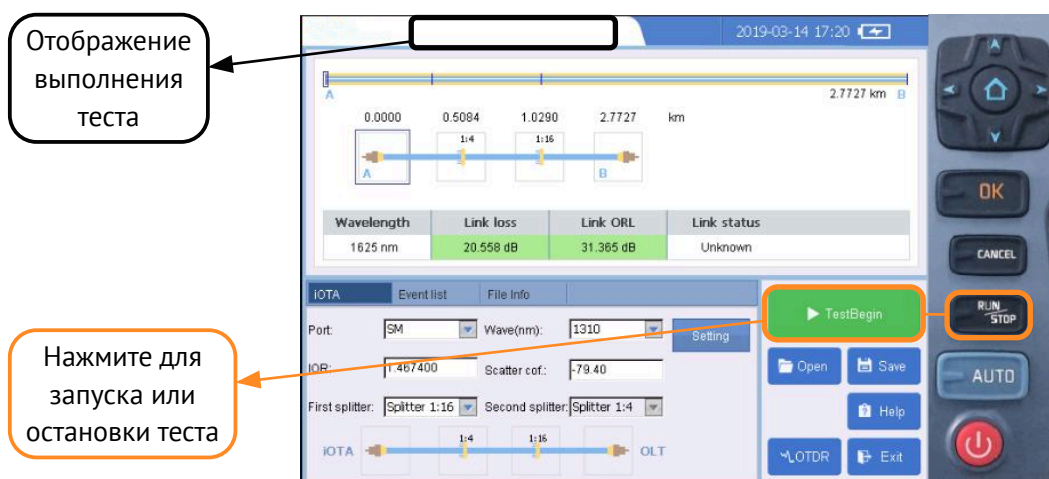 Отображение
выполнения
теста
2019-03-14 17:20
A
2.7727 km B
0.0000 0.5084 1.0290 2.7727 km
1:4 1:16
A B
Wavelength Link loss Link ORL Link status
1625 nm 20.558 dB 31.365 dB Unknown
iOTA Event list File Info
Port: SM Wave(nm): 1310 Setting
IOR: 1.467400 Scatter cof.: -79.40
First splitter: Splitter 1:16 Second splitter: Splitter 1:4
1:4 1:16
iOTA OLT
TestBegin
Open Save
Help
OTDR Exit
OK
CANCEL
RUN
STOP
AUTO
Нажмите для
запуска или
остановки теста